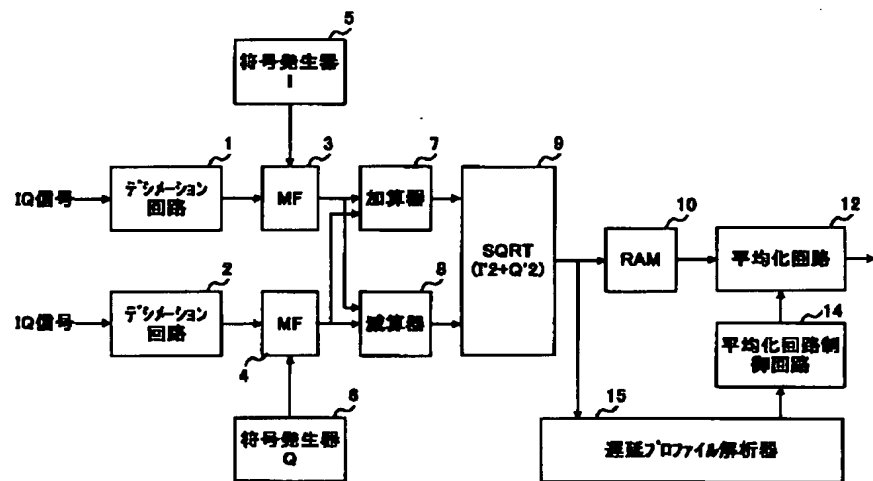 5
符号発生器
I
1
3
7
9
IQ信号
デシメーション
回路
MF
加算器
10
12
SQRT
(I'2+Q'2)
RAM
平均化回路
2
8
14
IQ信号
デシメーション
回路
MF
減算器
4
平均化回路制
御回路
6
15
符号発生器
Q
遅延プロファイル解析器